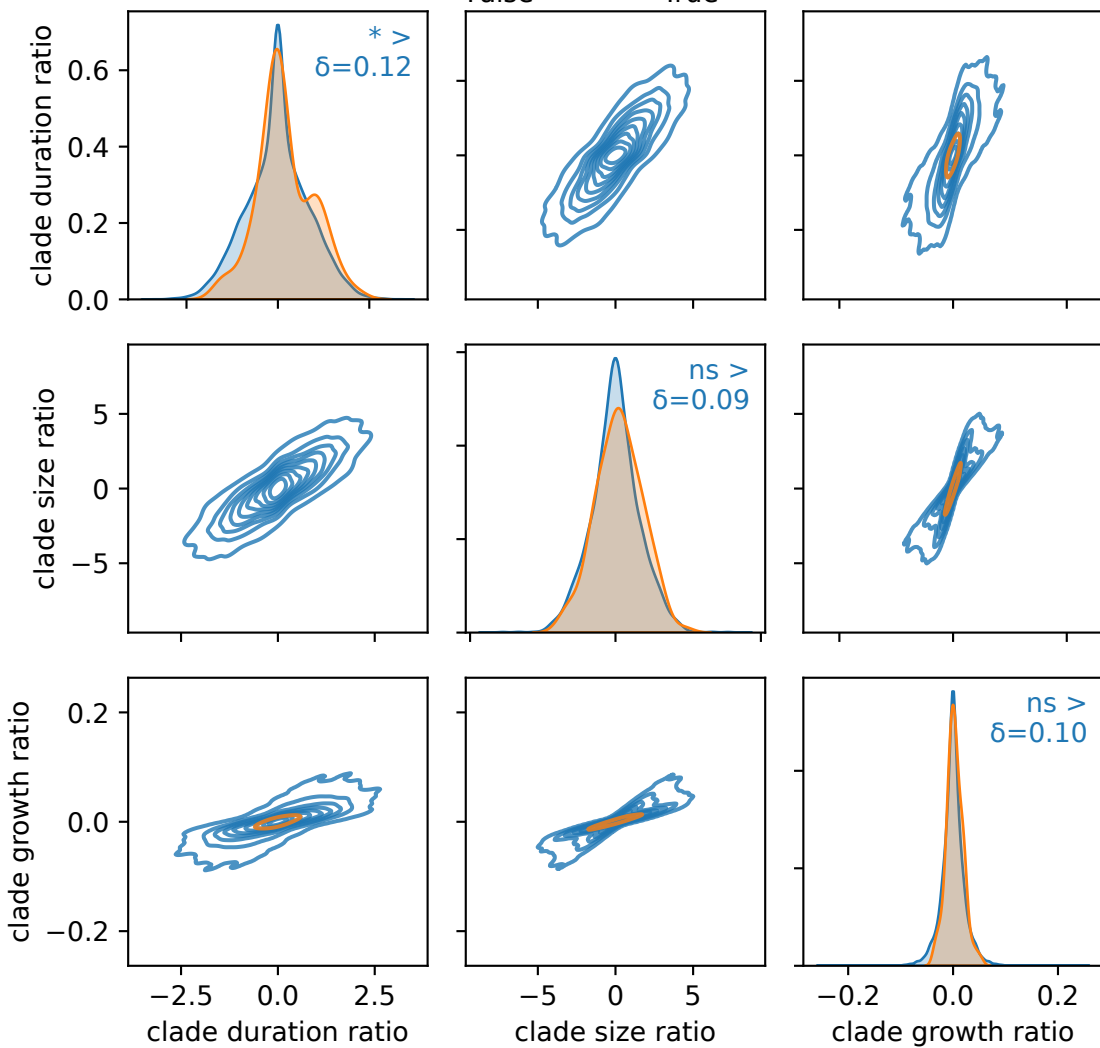 clade duration ratio
0.6
0.4
0.2
0.0
* >
δ=0.12
clade size ratio
5
0
−5
ns >
δ=0.09
clade growth ratio
0.2
0.0
−0.2
ns >
δ=0.10
−2.5 0.0 2.5
−5 0 5
−0.2 0.0 0.2
clade duration ratio
clade size ratio
clade growth ratio